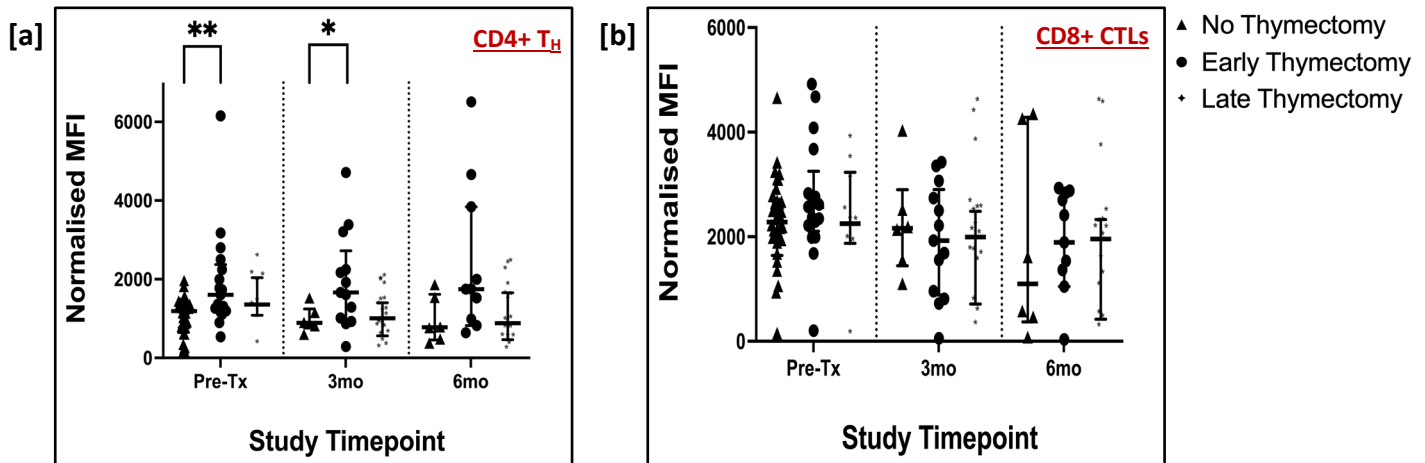 [a]
**
*
CD4+ TH
Normalised MFI
6000
4000
2000
0
Pre-Tx
3mo
6mo
Study Timepoint
[b]
CD8+ CTLs
Normalised MFI
6000
4000
2000
0
Pre-Tx
3mo
6mo
Study Timepoint
No Thymectomy
Early Thymectomy
Late Thymectomy